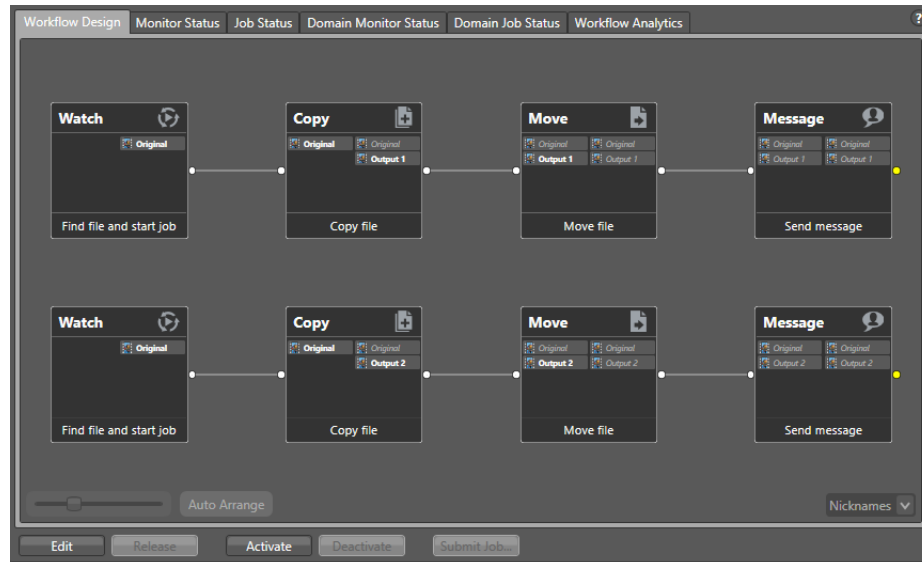 Workflow Design Monitor Status Job Status Domain Monitor Status Domain Job Status Workflow Analytics ?
Watch Copy Move Message
Original Original Original Original Original Original Original
Output 1 Output 1 Output 1 Output 1 Output 1
Find file and start job Copy file Move file Send message
Watch Copy Move Message
Original Original Original Original Original Original Original
Output 2 Output 2 Output 2 Output 2 Output 2
Find file and start job Copy file Move file Send message
Auto Arrange Nicknames
Edit Release Activate Deactivate Submit Job...